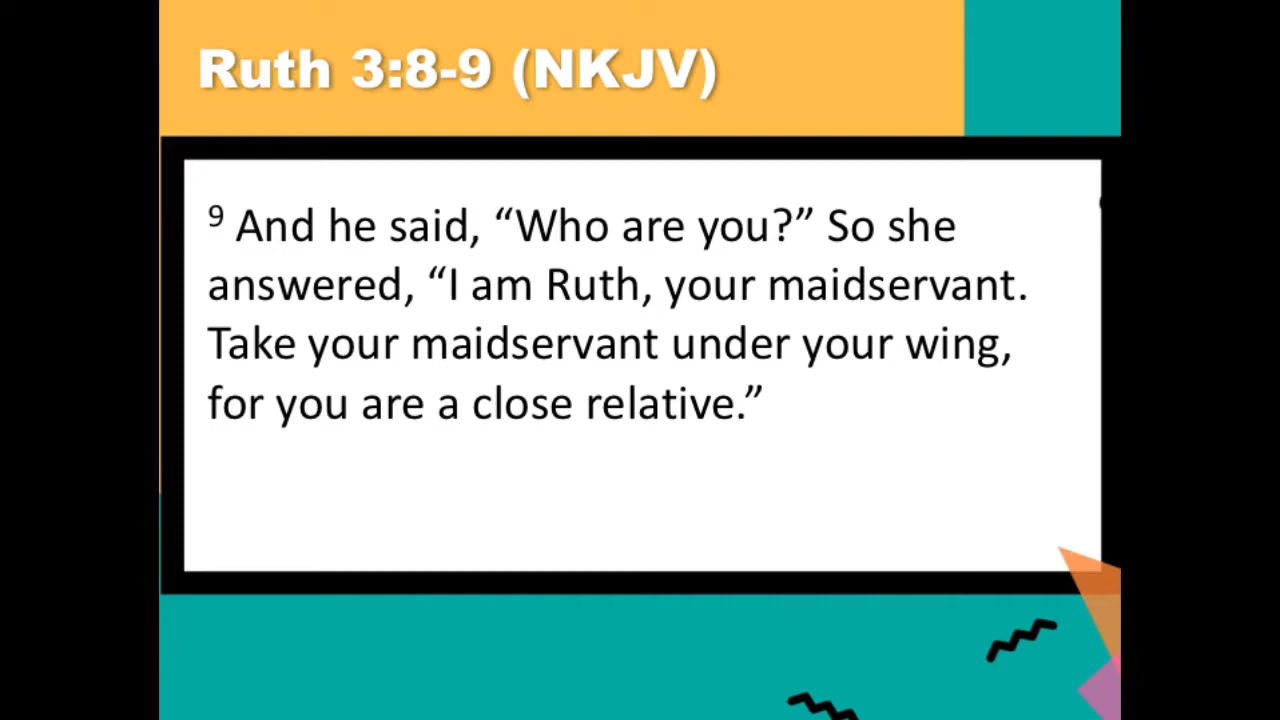 Ruth 3:8-9 (NKJV)
⁹ And he said, “Who are you?” So she
answered, “I am Ruth, your maidservant.
Take your maidservant under your wing,
for you are a close relative.”